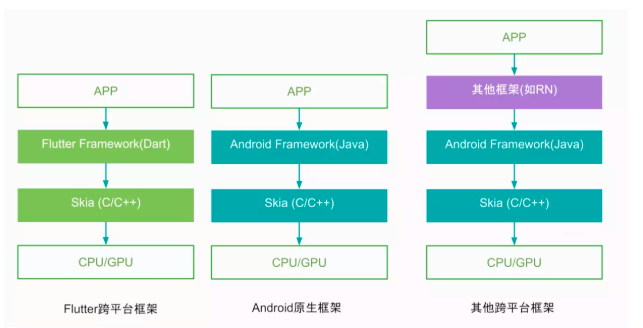 APP
Flutter Framework(Dart)
Skia (C/C++)
CPU/GPU
Flutter跨平台框架
APP
Android Framework(Java)
Skia (C/C++)
CPU/GPU
Android原生框架
APP
其他框架(如RN)
Android Framework(Java)
Skia (C/C++)
CPU/GPU
其他跨平台框架